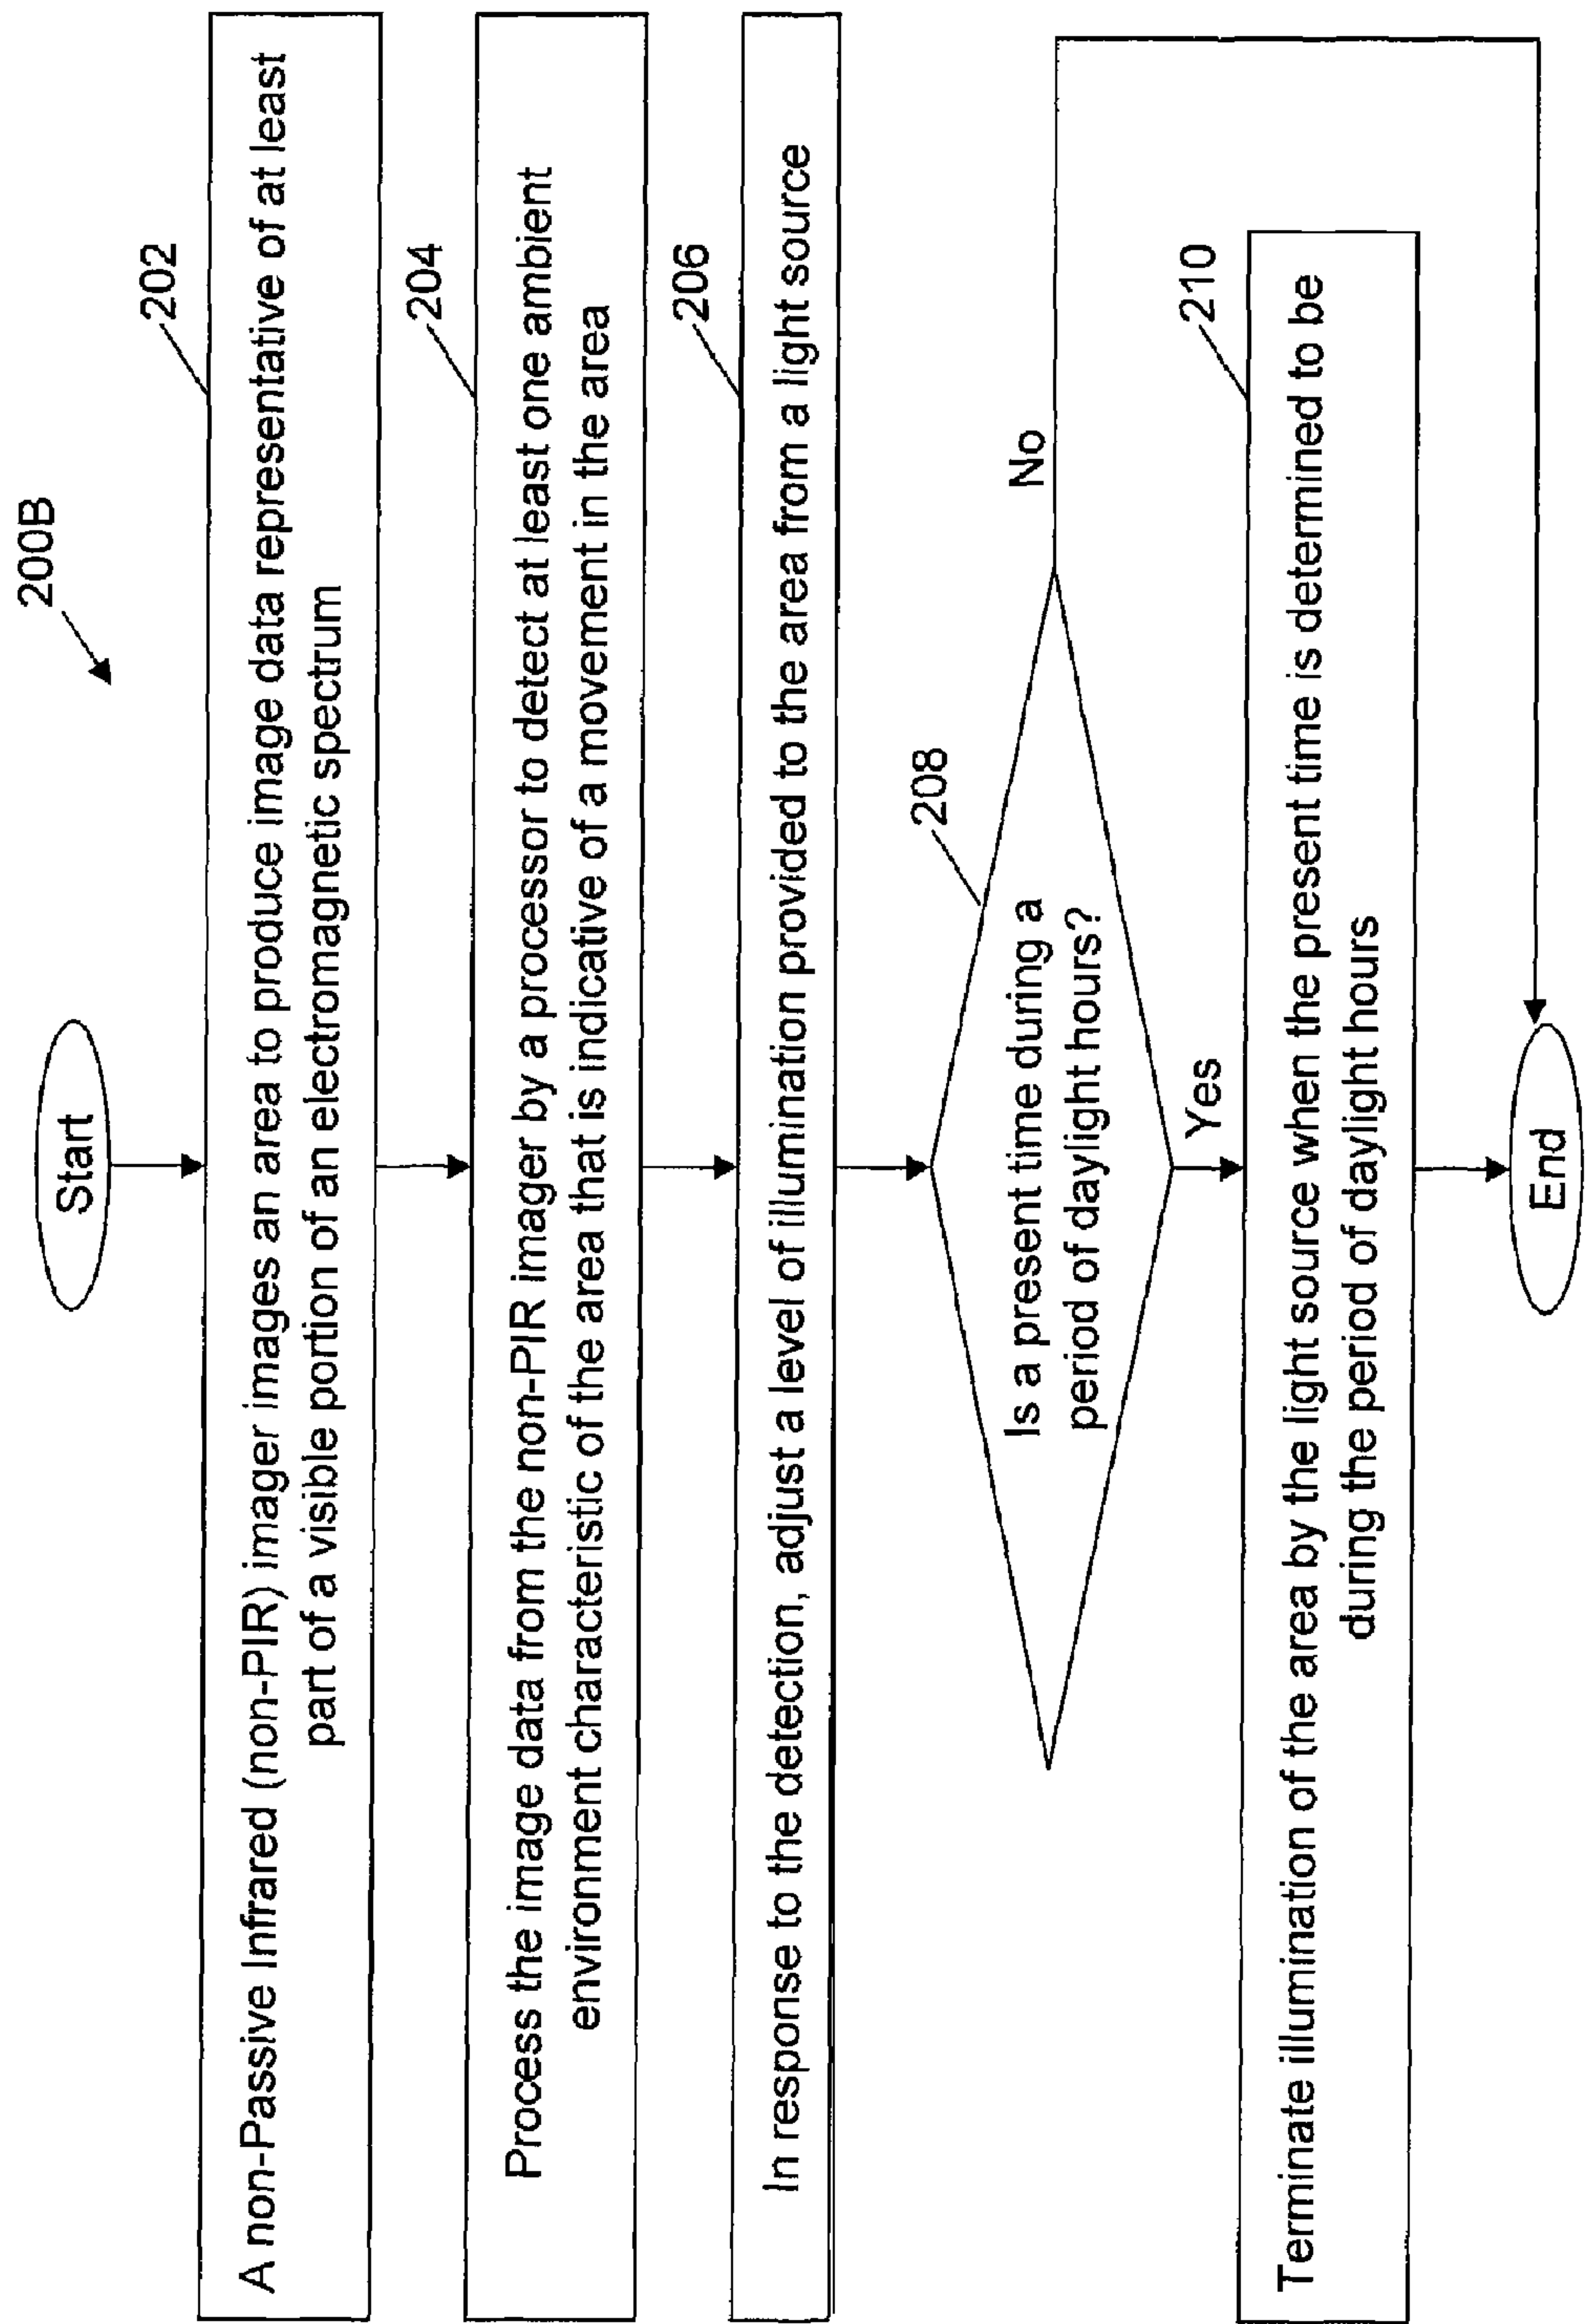 200B
Start
202
A non-Passive Infrared (non-PIR) imager images an area to produce image data representative of at least
part of a visible portion of an electromagnetic spectrum
204
Process the image data from the non-PIR imager by a processor to detect at least one ambient
environment characteristic of the area that is indicative of a movement in the area
206
In response to the detection, adjust a level of illumination provided to the area from a light source
208
Is a present time during a
period of daylight hours?
No
Yes
210
Terminate illumination of the area by the light source when the present time is determined to be
during the period of daylight hours
End